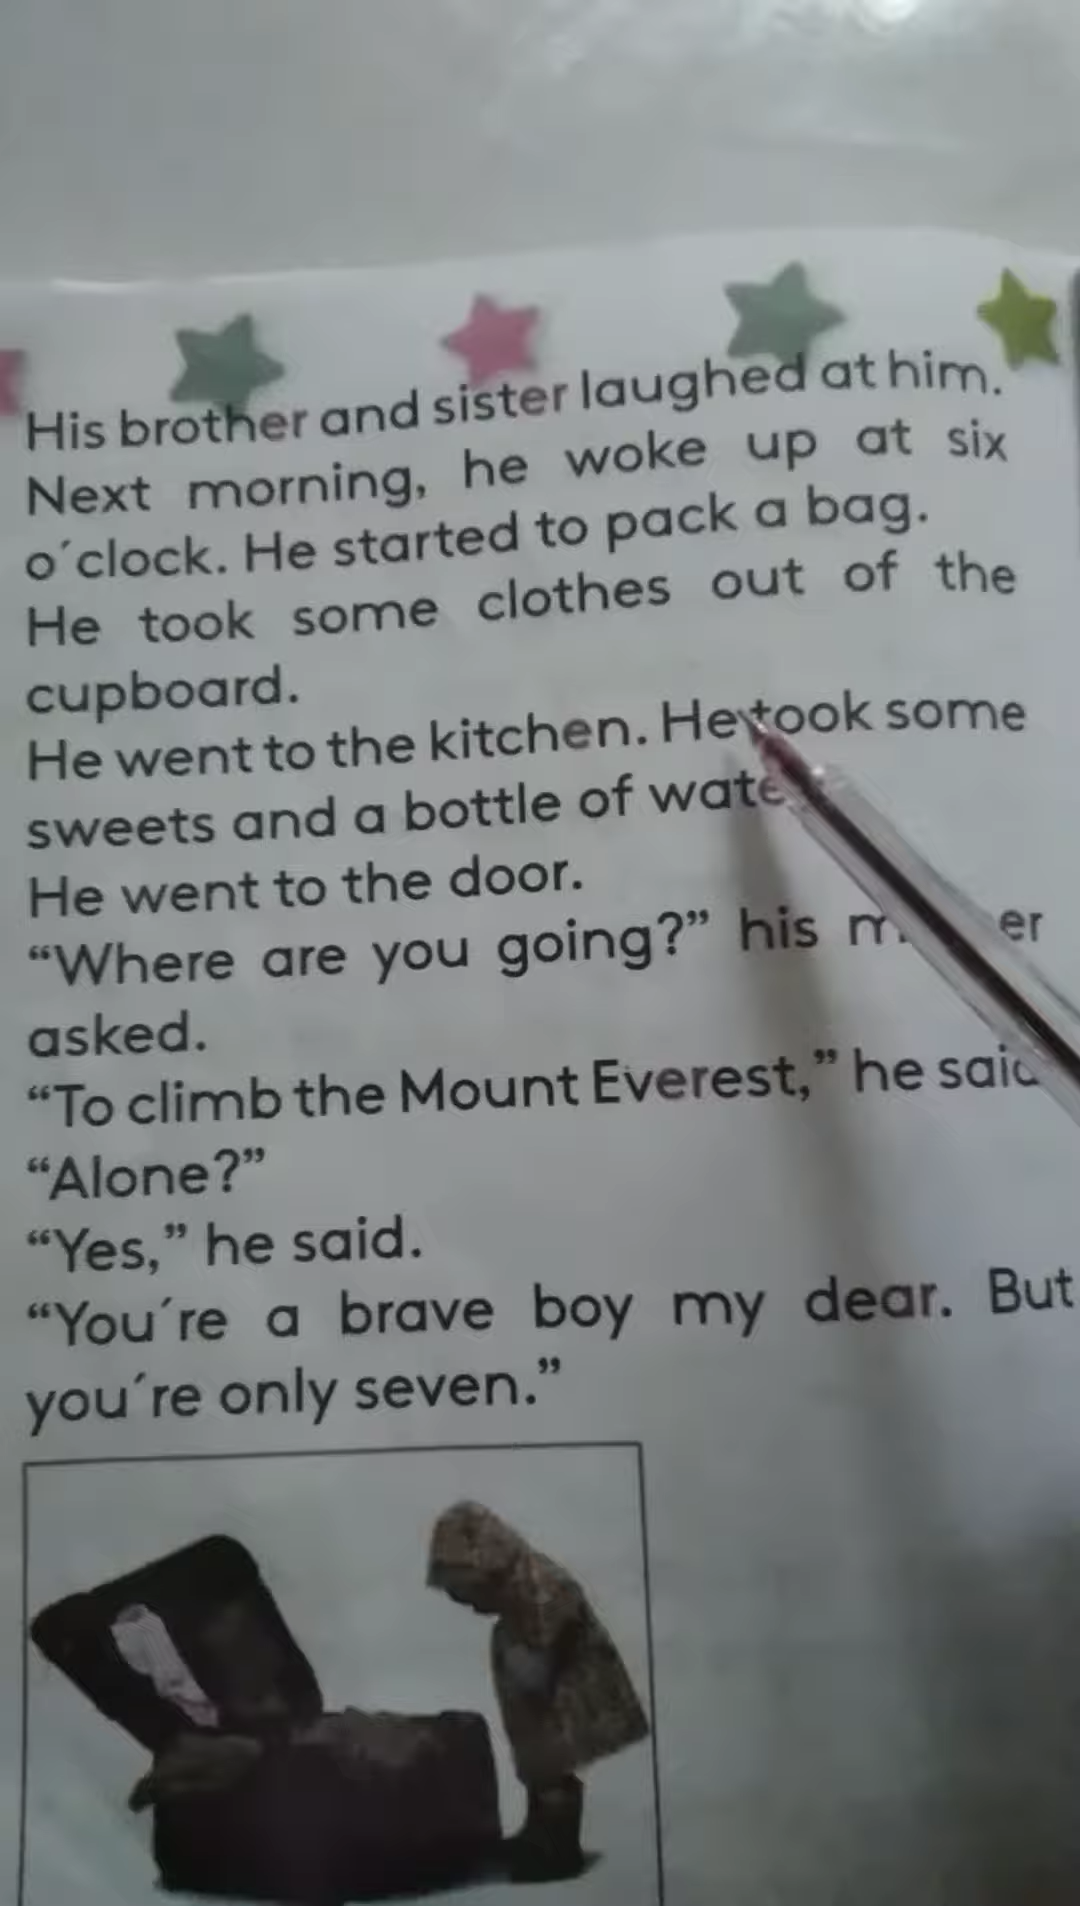 His brother and sister laughed at him.
Next morning, he woke up at six
o´clock. He started to pack a bag.
He took some clothes out of the
cupboard.
He went to the kitchen. He took some
sweets and a bottle of
He went to the door.
“Where are you going?” his
asked.
“To climb the Mount Everest,” he said
“Alone?”
“Yes,” he said.
“You´re a brave boy my dear. But
you´re only seven.”